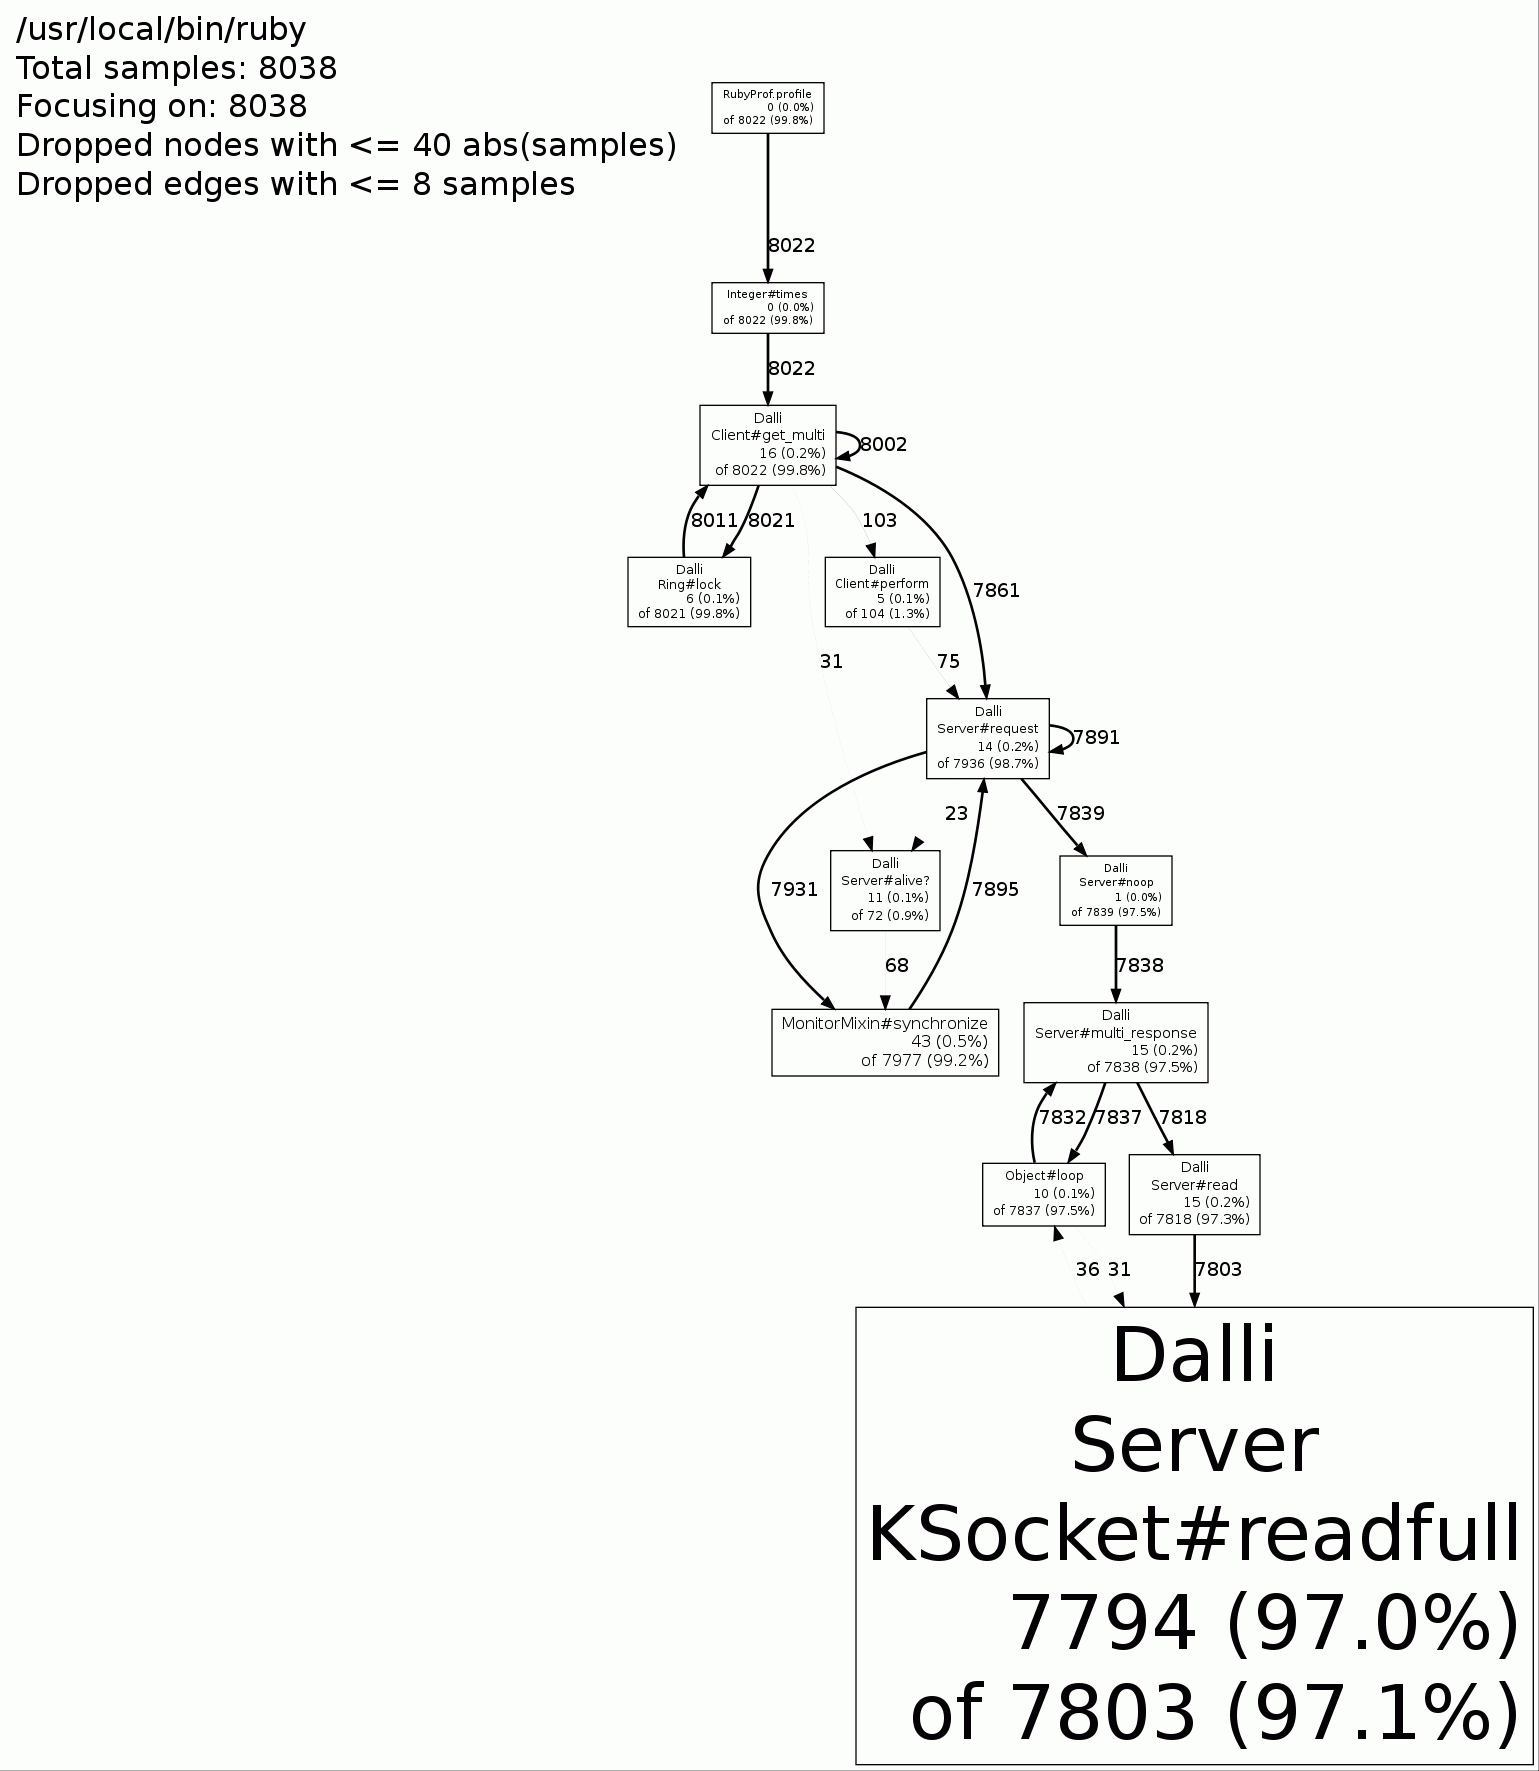 /usr/local/bin/ruby
Total samples: 8038
Focusing on: 8038
Dropped nodes with <= 40 abs(samples)
Dropped edges with <= 8 samples
RubyProf.profile
0 (0.0%)
of 8022 (99.8%)
8022
Integer#times
0 (0.0%)
of 8022 (99.8%)
8022
Dalli
Client#get_multi
16 (0.2%)
of 8022 (99.8%)
8002
8011
8021
103
7861
Dalli
Ring#lock
6 (0.1%)
of 8021 (99.8%)
Dalli
Client#perform
5 (0.1%)
of 104 (1.3%)
31
75
Dalli
Server#request
14 (0.2%)
of 7936 (98.7%)
7891
23
7839
Dalli
Server#alive?
11 (0.1%)
of 72 (0.9%)
7931
7895
Dalli
Server#noop
1 (0.0%)
of 7839 (97.5%)
68
7838
MonitorMixin#synchronize
43 (0.5%)
of 7977 (99.2%)
Dalli
Server#multi_response
15 (0.2%)
of 7838 (97.5%)
7832
7837
7818
Object#loop
10 (0.1%)
of 7837 (97.5%)
Dalli
Server#read
15 (0.2%)
of 7818 (97.3%)
36
31
7803
Dalli
Server
KSocket#readfull
7794 (97.0%)
of 7803 (97.1%)